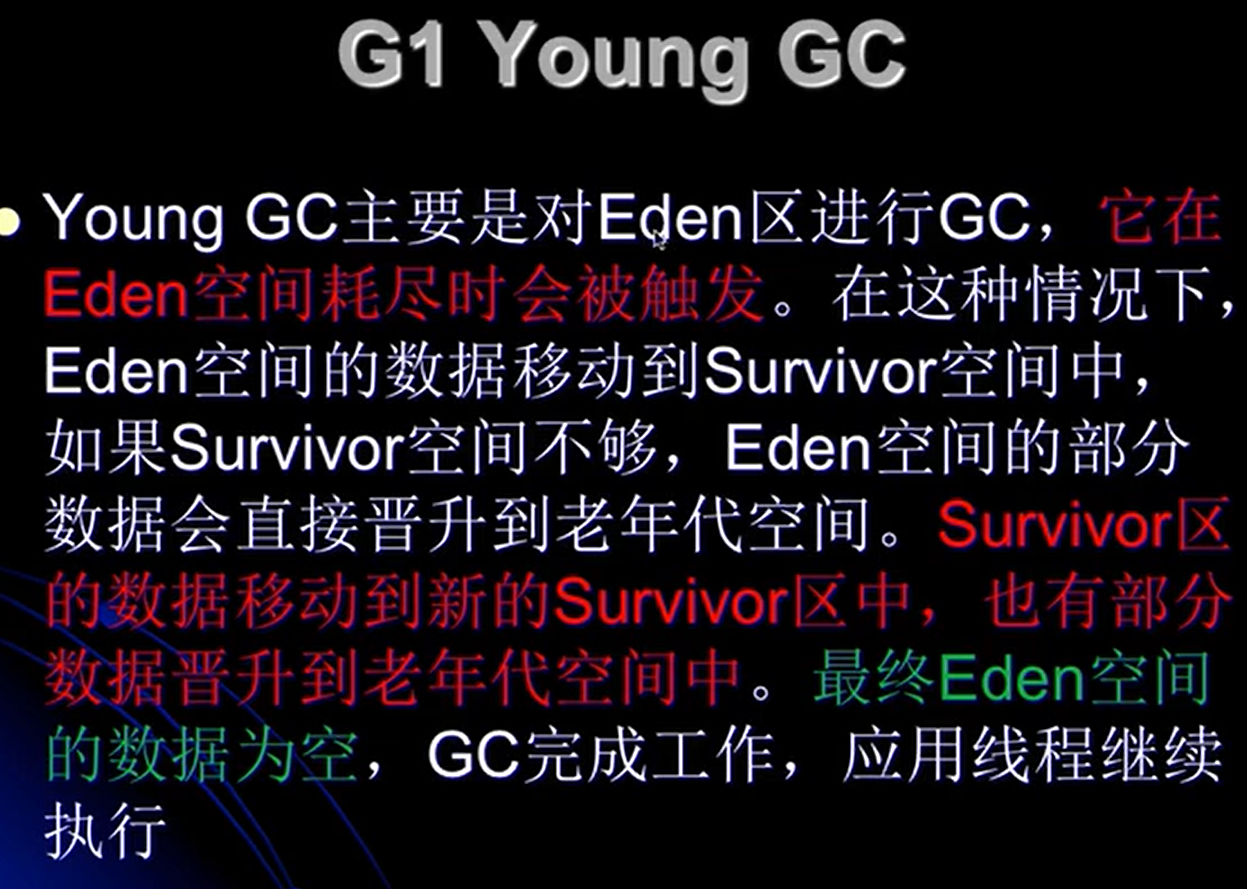 G1 Young GC
Young GC主要是对Eden区进行GC，它在
Eden空间耗尽时会被触发。在这种情况下，
Eden空间的数据移动到Survivor空间中，
如果Survivor空间不够，Eden空间的部分
数据会直接晋升到老年代空间。Survivor区
的数据移动到新的Survivor区中，也有部分
数据晋升到老年代空间中。最终Eden空间
的数据为空，GC完成工作，应用线程继续
执行